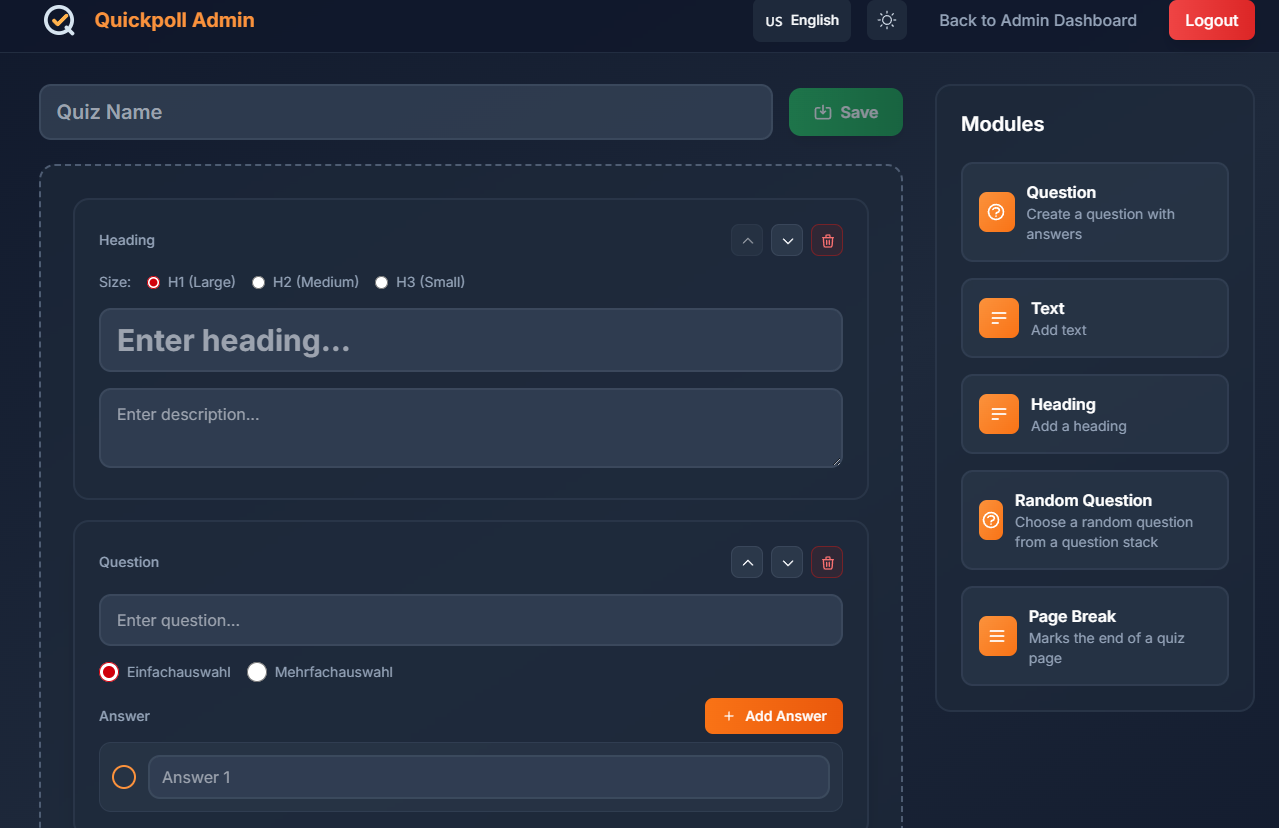 Quickpoll Admin
US English
Back to Admin Dashboard
Logout
Quiz Name
Save
Heading
Size: H1 (Large) H2 (Medium) H3 (Small)
Enter heading...
Enter description...
Question
Enter question...
Einfachauswahl Mehrfachauswahl
Answer
+ Add Answer
Answer 1
Modules
Question
Create a question with
answers
Text
Add text
Heading
Add a heading
Random Question
Choose a random question
from a question stack
Page Break
Marks the end of a quiz
page